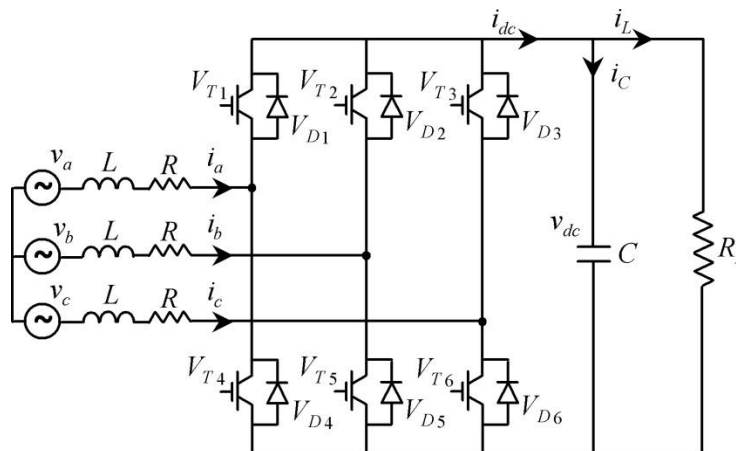 i_dc i_L
V_T1 V_T2 V_T3 i_C
V_D1 V_D2 V_D3
v_a L R i_a
v_b L R i_b v_dc C R
v_c L R i_c
V_T4 V_T5 V_T6
V_D4 V_D5 V_D6